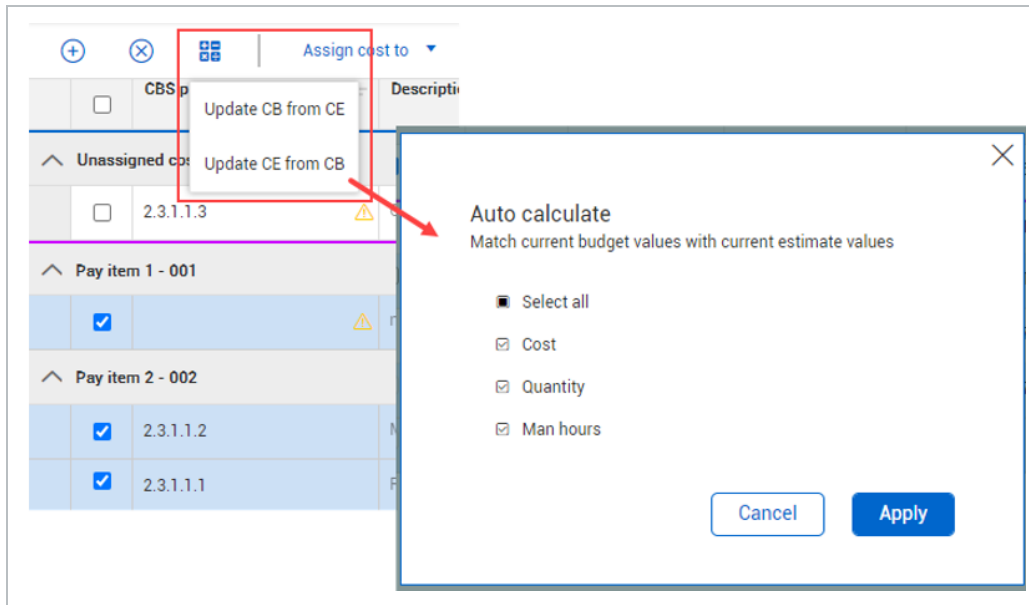 Assign cost to
CBS p
Descripti
Update CB from CE
Unassigned co
Update CE from CB
2.3.1.1.3
Auto calculate
Match current budget values with current estimate values
Pay item 1 - 001
Select all
Cost
Pay item 2 - 002
Quantity
2.3.1.1.2
Man hours
2.3.1.1.1
Cancel
Apply